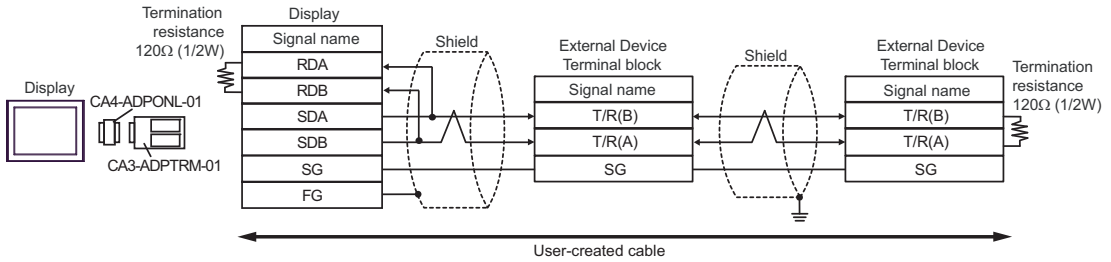 Termination
resistance
120Ω (1/2W)
Display
Signal name
RDA
RDB
SDA
SDB
SG
FG
Shield
External Device
Terminal block
Signal name
T/R(B)
T/R(A)
SG
Shield
External Device
Terminal block
Signal name
T/R(B)
T/R(A)
SG
Termination
resistance
120Ω (1/2W)
Display
CA4-ADPONL-01
CA3-ADPTRM-01
User-created cable